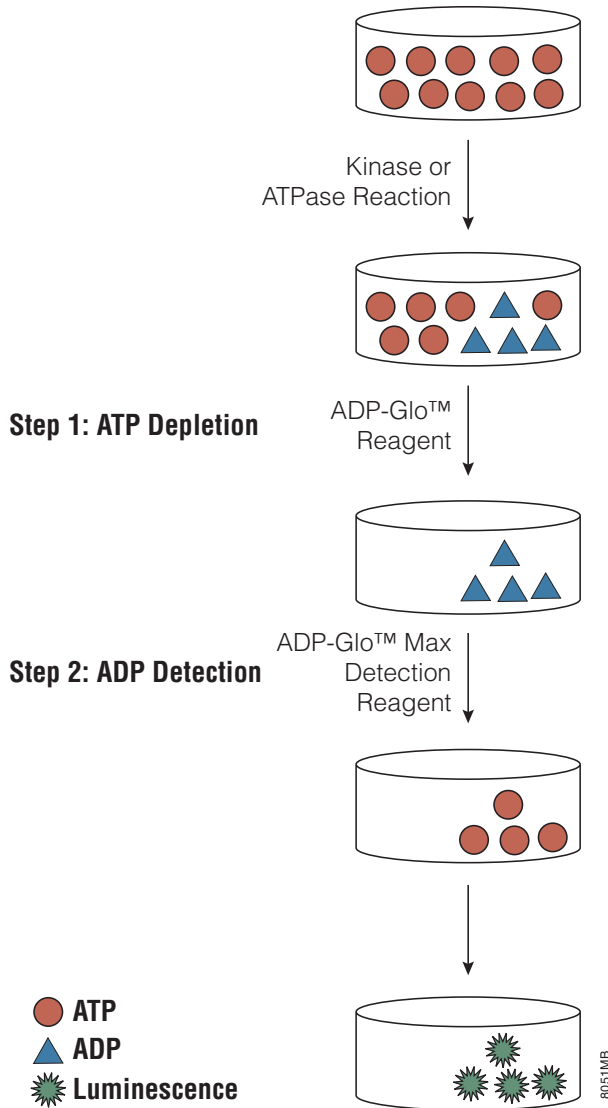 Kinase or
ATPase Reaction
Step 1: ATP Depletion
ADP-Glo™
Reagent
Step 2: ADP Detection
ADP-Glo™ Max
Detection
Reagent
ATP
ADP
Luminescence
8051MB